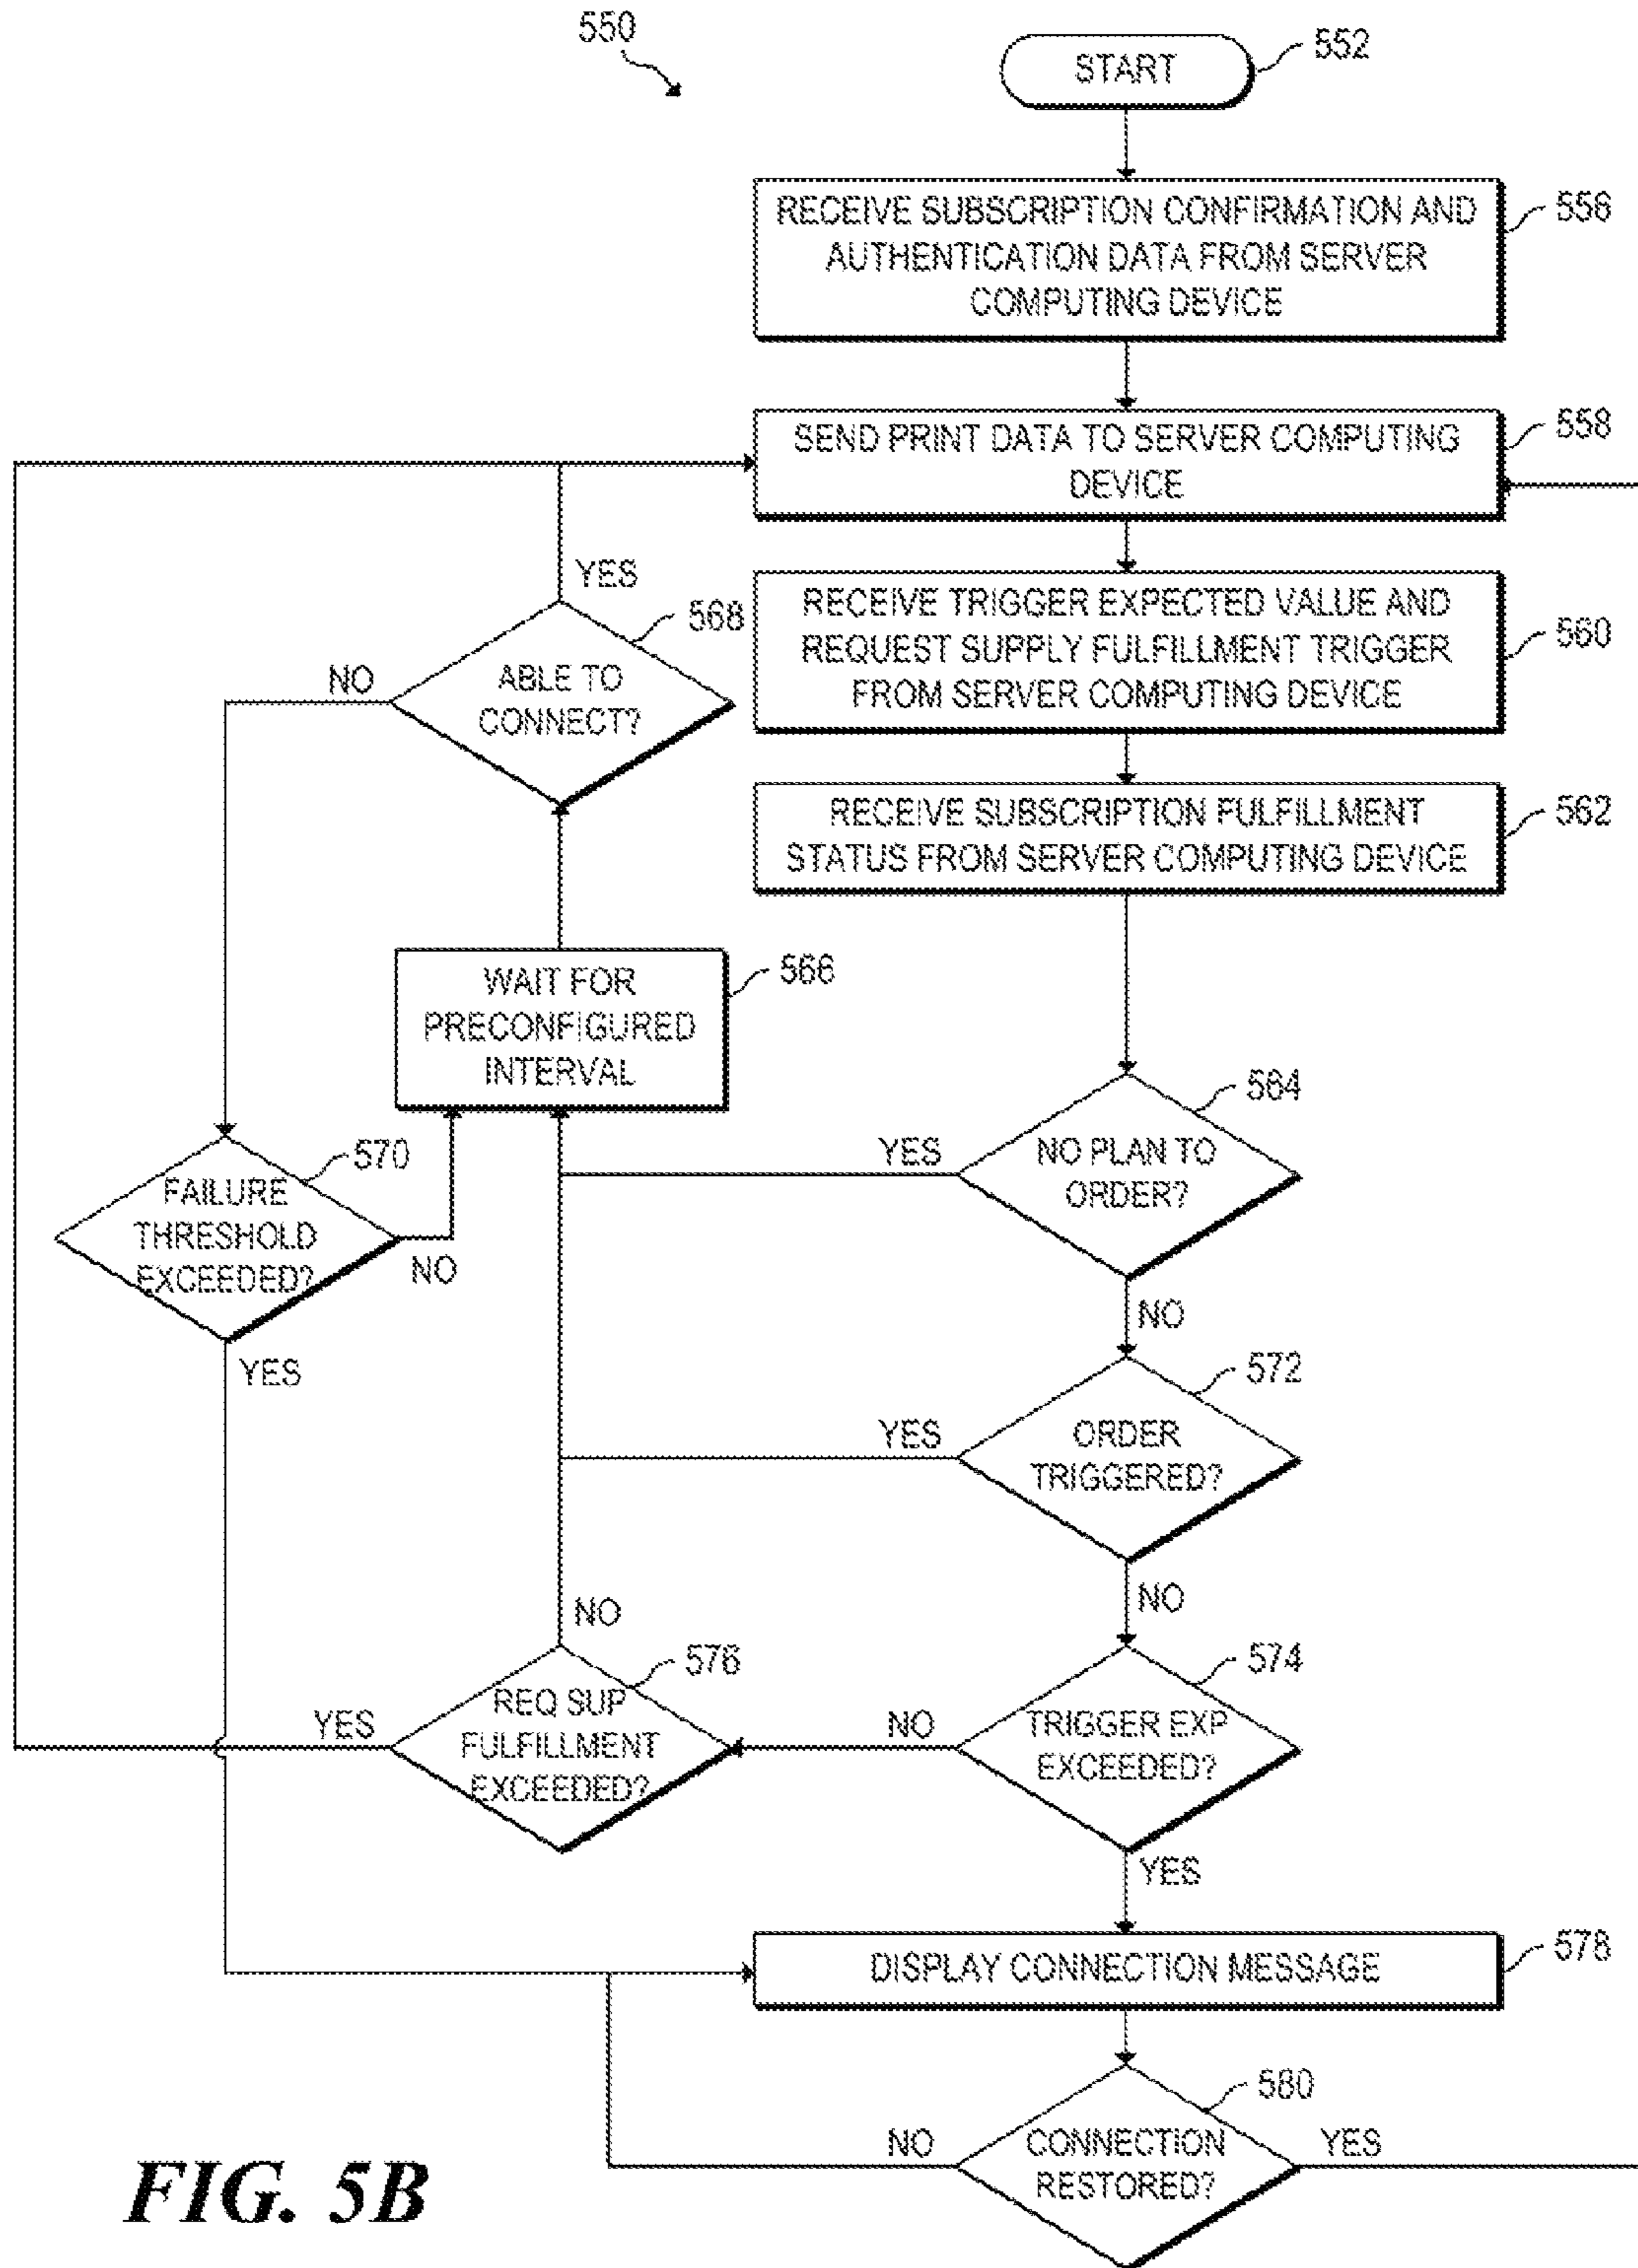 550
START
552
RECEIVE SUBSCRIPTION CONFIRMATION AND
AUTHENTICATION DATA FROM SERVER
COMPUTING DEVICE
556
SEND PRINT DATA TO SERVER COMPUTING
DEVICE
558
YES
RECEIVE TRIGGER EXPECTED VALUE AND
REQUEST SUPPLY FULFILLMENT TRIGGER
FROM SERVER COMPUTING DEVICE
560
568
NO
ABLE TO
CONNECT?
RECEIVE SUBSCRIPTION FULFILLMENT
STATUS FROM SERVER COMPUTING DEVICE
562
WAIT FOR
PRECONFIGURED
INTERVAL
566
564
YES
NO PLAN TO
ORDER?
570
FAILURE
THRESHOLD
EXCEEDED?
NO
NO
YES
572
YES
ORDER
TRIGGERED?
NO
NO
576
574
YES
REQ SUP
FULFILLMENT
EXCEEDED?
NO
TRIGGER EXP
EXCEEDED?
YES
DISPLAY CONNECTION MESSAGE
578
580
NO
CONNECTION
RESTORED?
YES
FIG. 5B